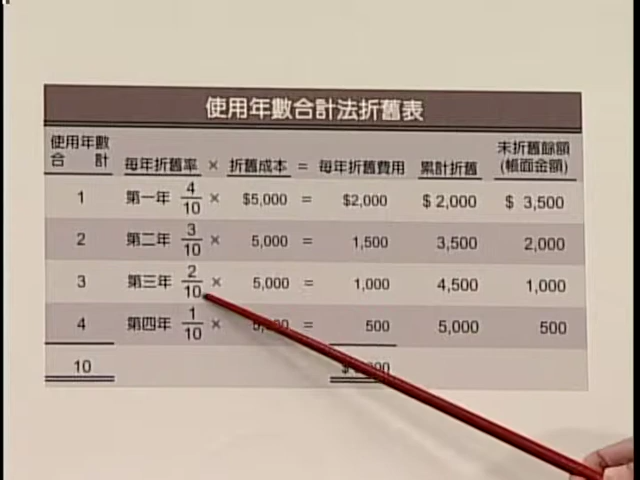 使用年數合計法折舊表
使用年數
合 計 每年折舊率 × 折舊成本 = 每年折舊費用 累計折舊 未折舊餘額
(帳面金額)
1 第一年 4/10 × $5,000 = $2,000 $ 2,000 $ 3,500
2 第二年 3/10 × 5,000 = 1,500 3,500 2,000
3 第三年 2/10 × 5,000 = 1,000 4,500 1,000
4 第四年 1/10 × = 500 5,000 500
10